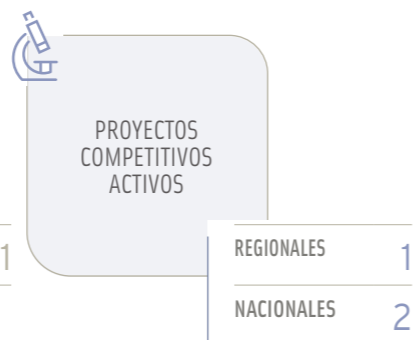 PROYECTOS
COMPETITIVOS
ACTIVOS
1
REGIONALES 1
NACIONALES 2